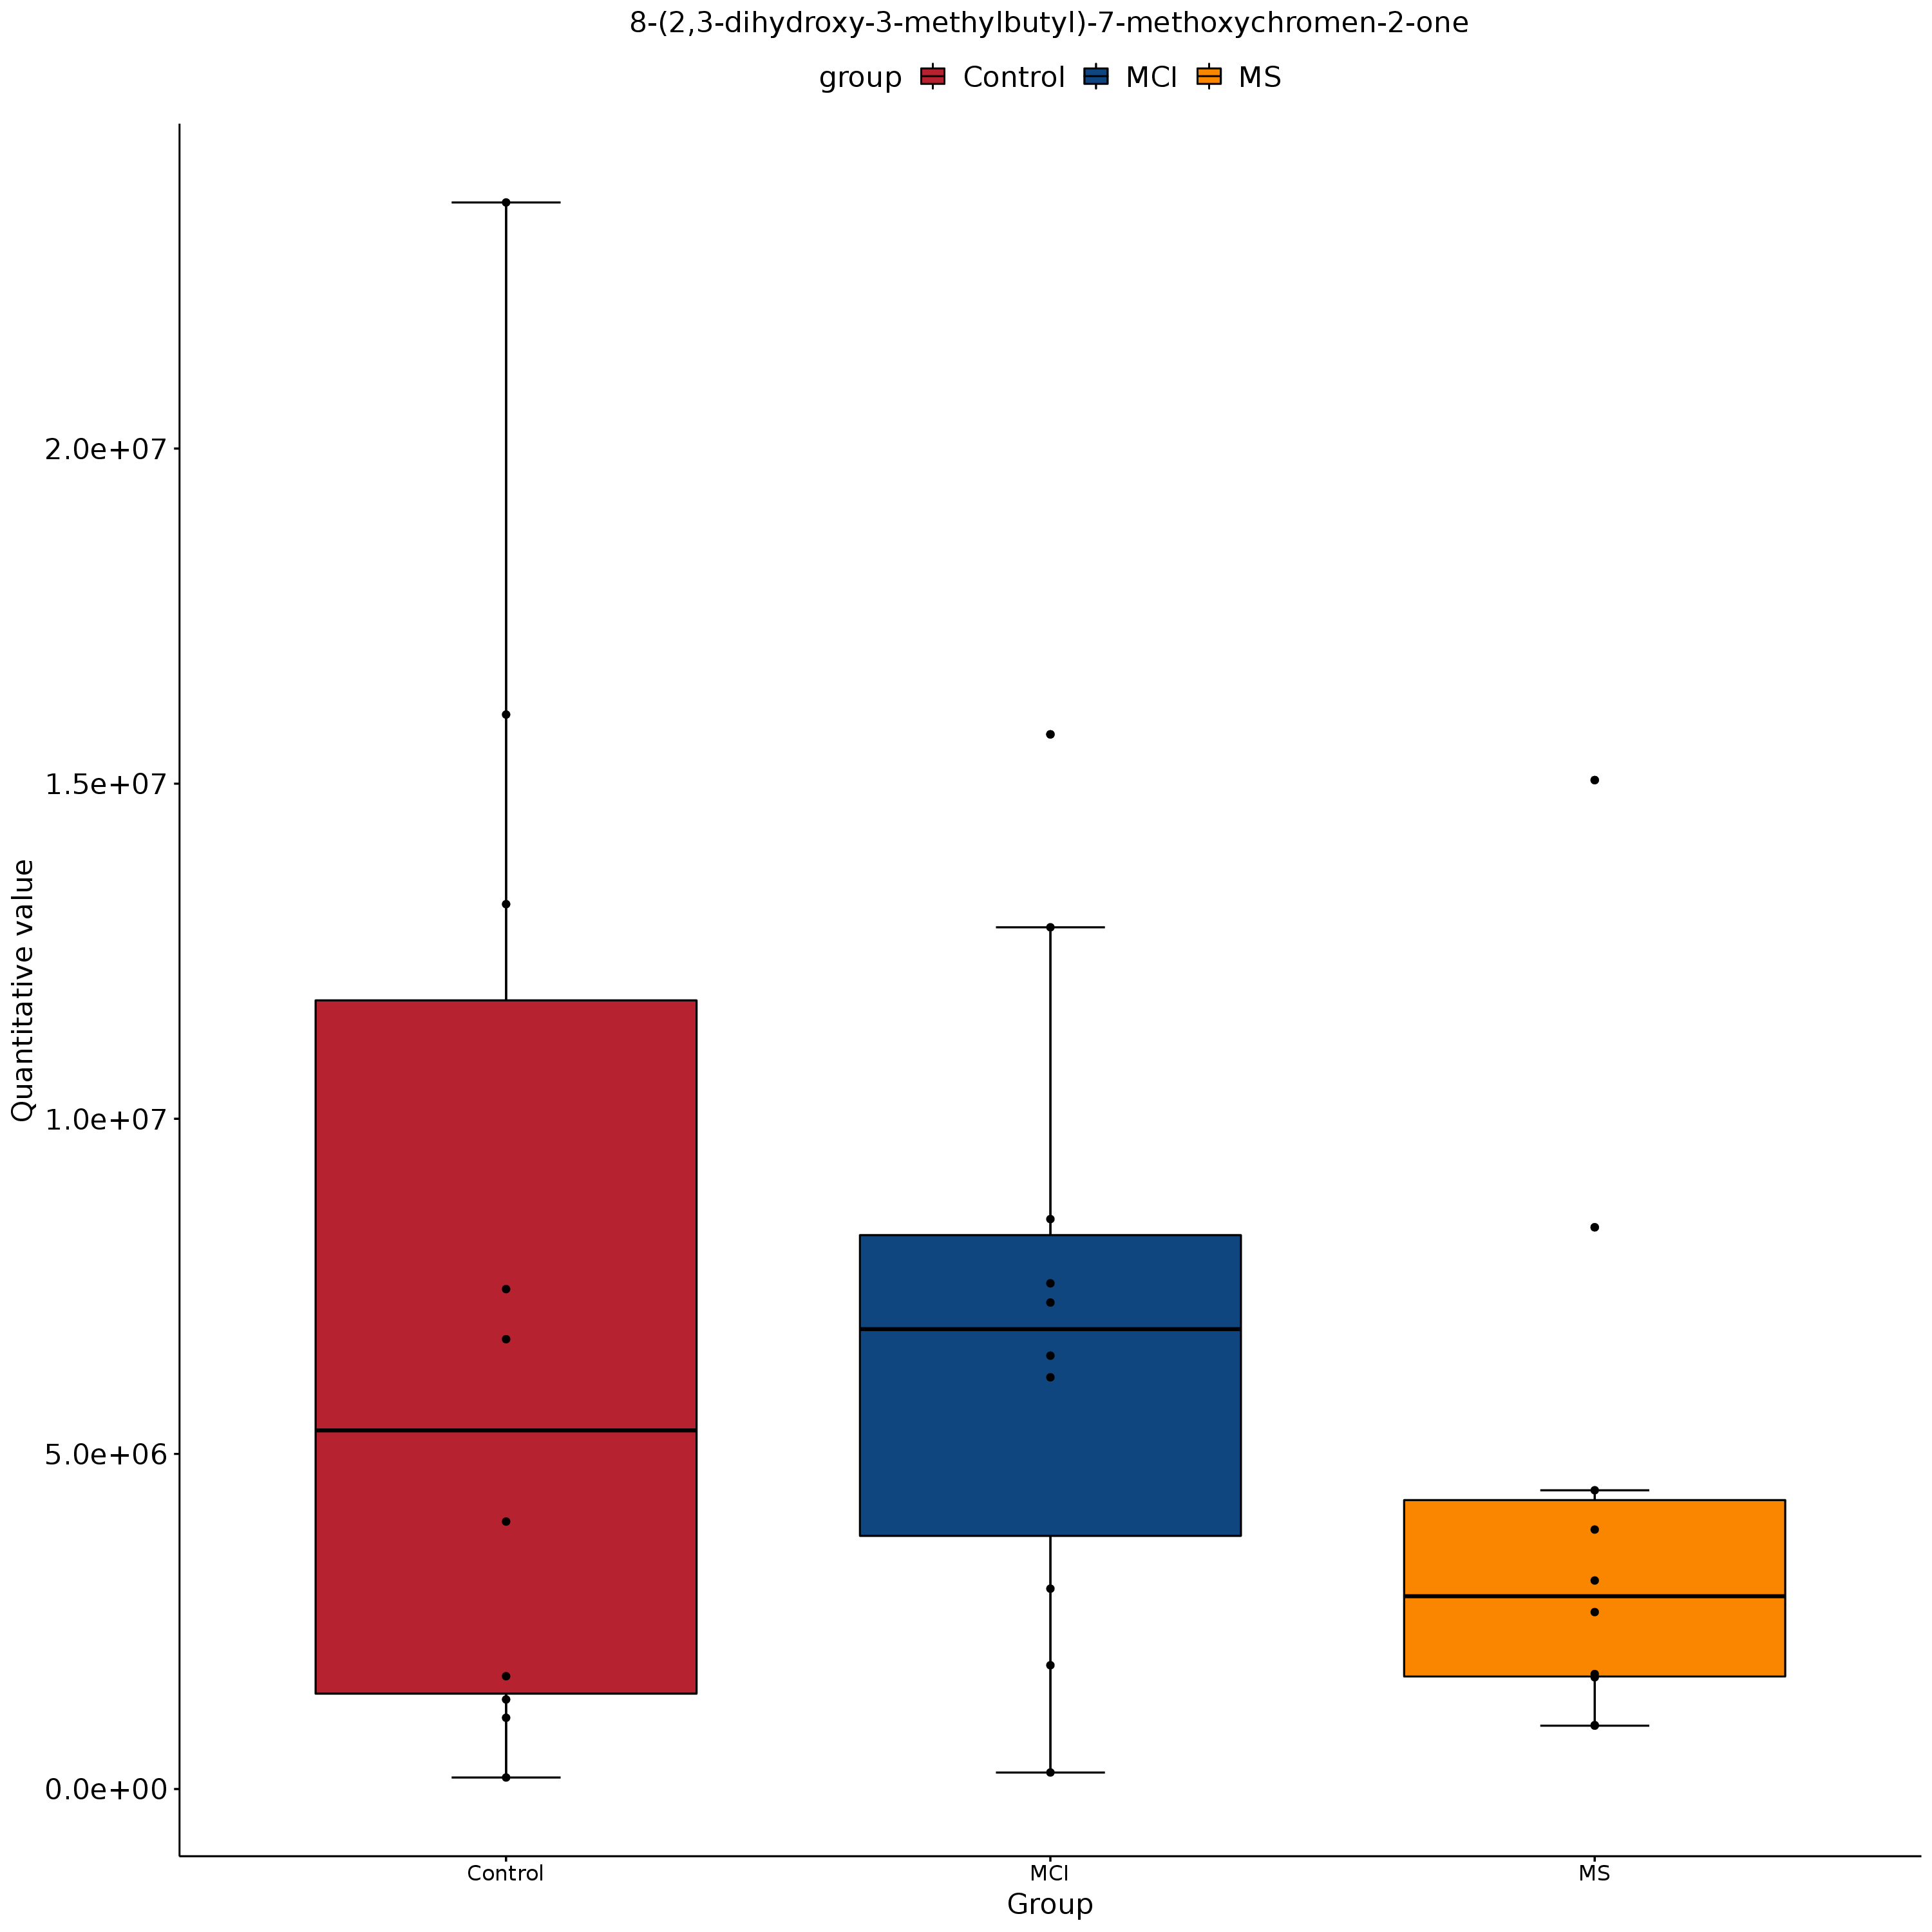 8-(2,3-dihydroxy-3-methylbutyl)-7-methoxychromen-2-one
group Control MCI MS
Quantitative value
2.0e+07
1.5e+07
1.0e+07
5.0e+06
0.0e+00
Control MCI MS
Group